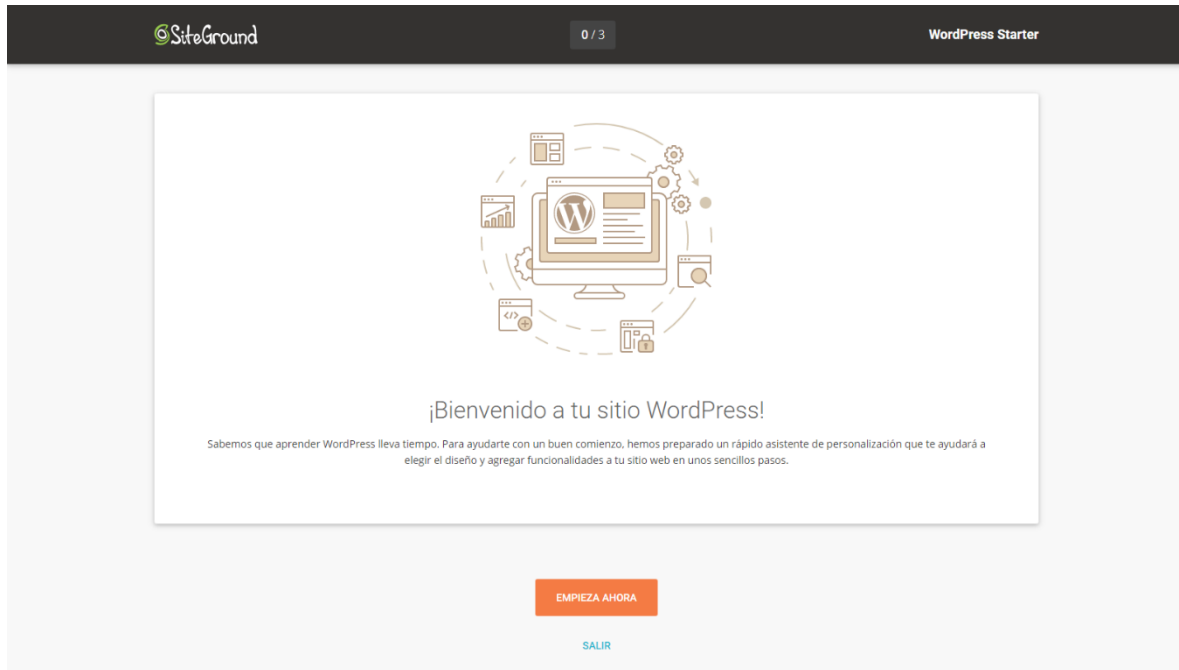 SiteGround
0 / 3
WordPress Starter
¡Bienvenido a tu sitio WordPress!
Sabemos que aprender WordPress lleva tiempo. Para ayudarte con un buen comienzo, hemos preparado un rápido asistente de personalización que te ayudará a
elegir el diseño y agregar funcionalidades a tu sitio web en unos sencillos pasos.
EMPIEZA AHORA
SALIR